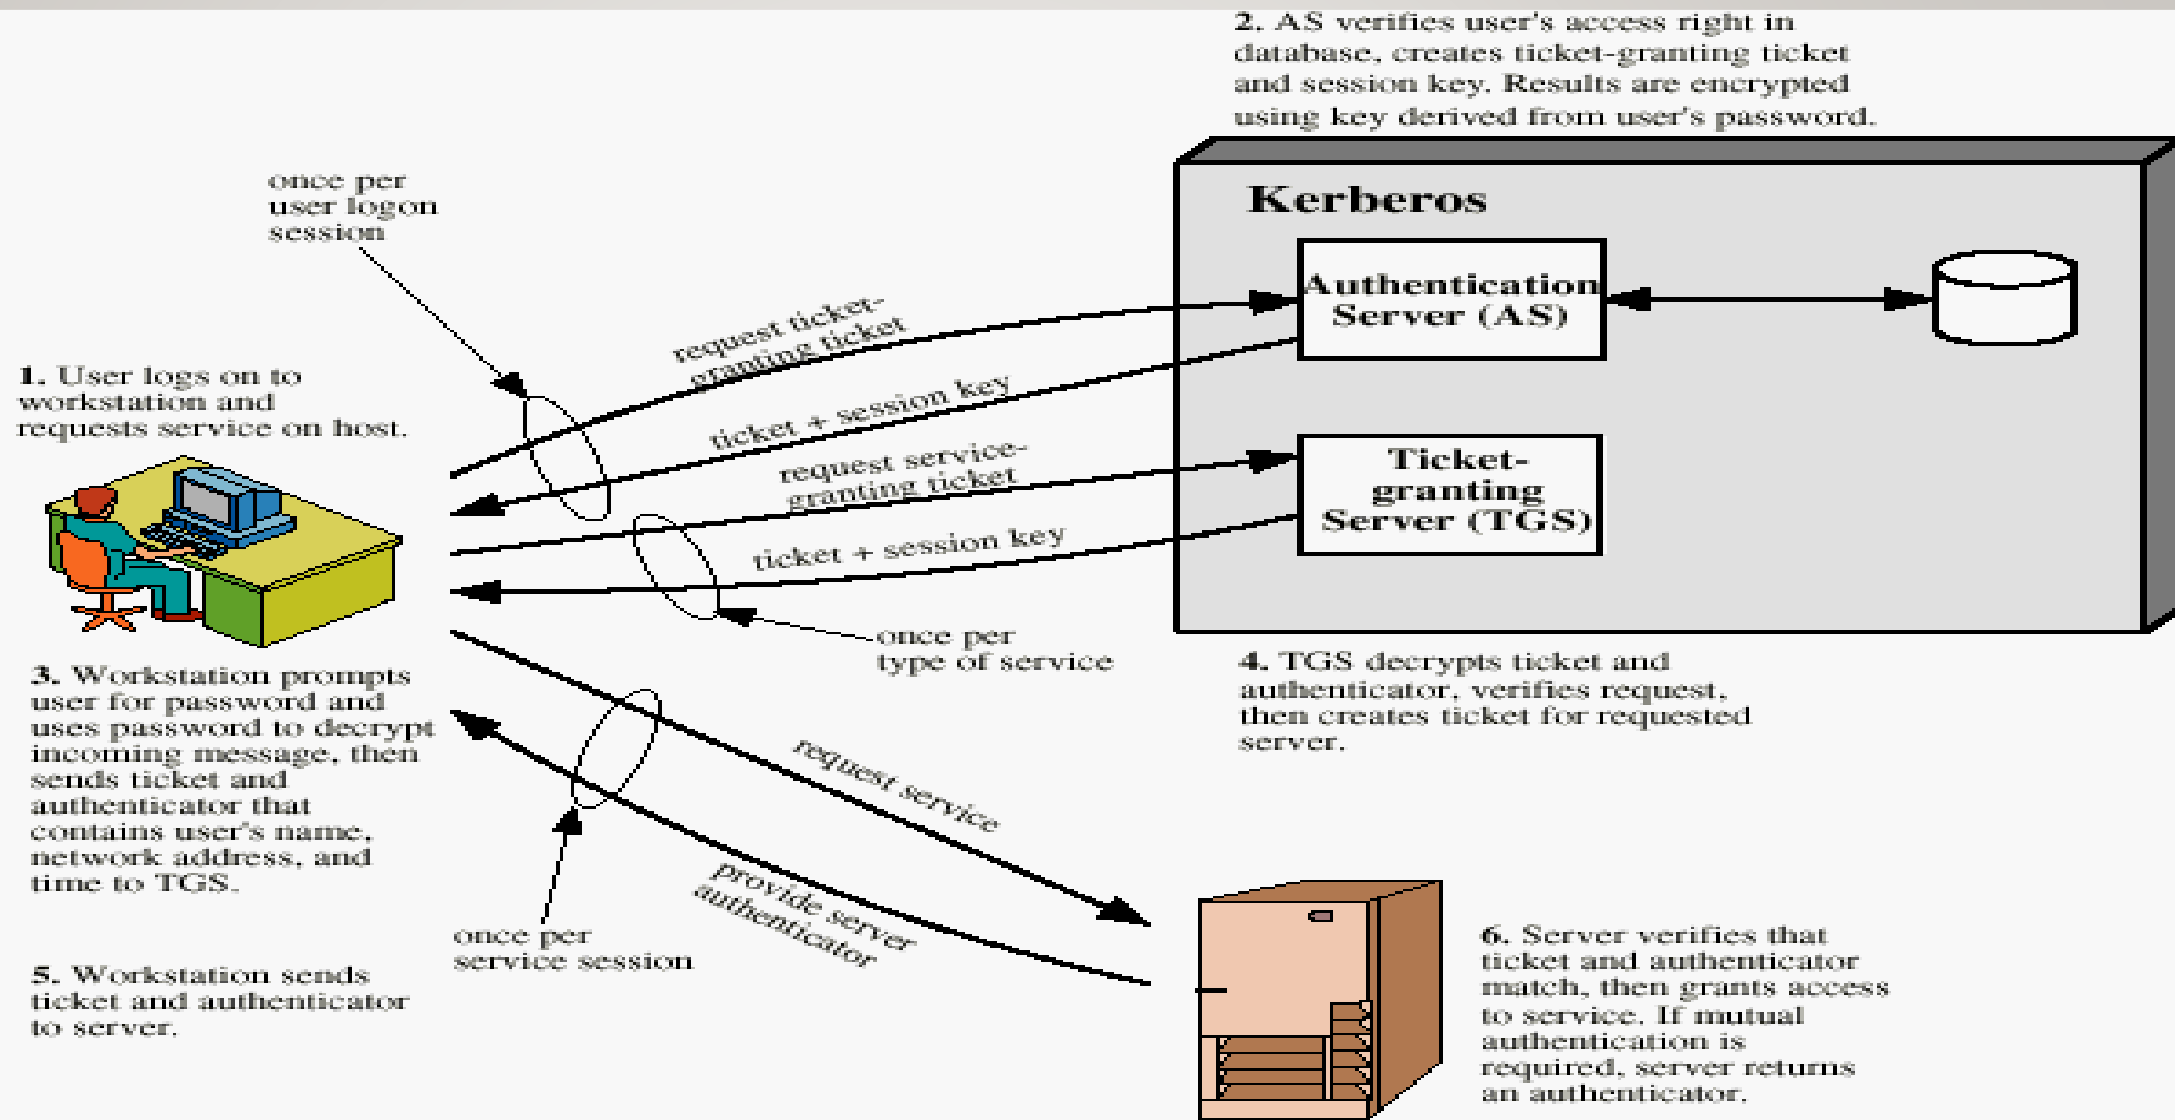 2. AS verifies user's access right in
database, creates ticket-granting ticket
and session key. Results are encrypted
using key derived from user's password.
once per
user logon
session
Kerberos
Authentication
Server (AS)
request ticket-
granting ticket
1. User logs on to
workstation and
requests service on host.
ticket + session key
request service-
granting ticket
Ticket-
granting
Server (TGS)
ticket + session key
once per
type of service
3. Workstation prompts
user for password and
uses password to decrypt
incoming message, then
sends ticket and
authenticator that
contains user's name,
network address, and
time to TGS.
4. TGS decrypts ticket and
authenticator, verifies request,
then creates ticket for requested
server.
request service
provide server
authenticator
once per
service session
5. Workstation sends
ticket and authenticator
to server.
6. Server verifies that
ticket and authenticator
match, then grants access
to service. If mutual
authentication is
required, server returns
an authenticator.